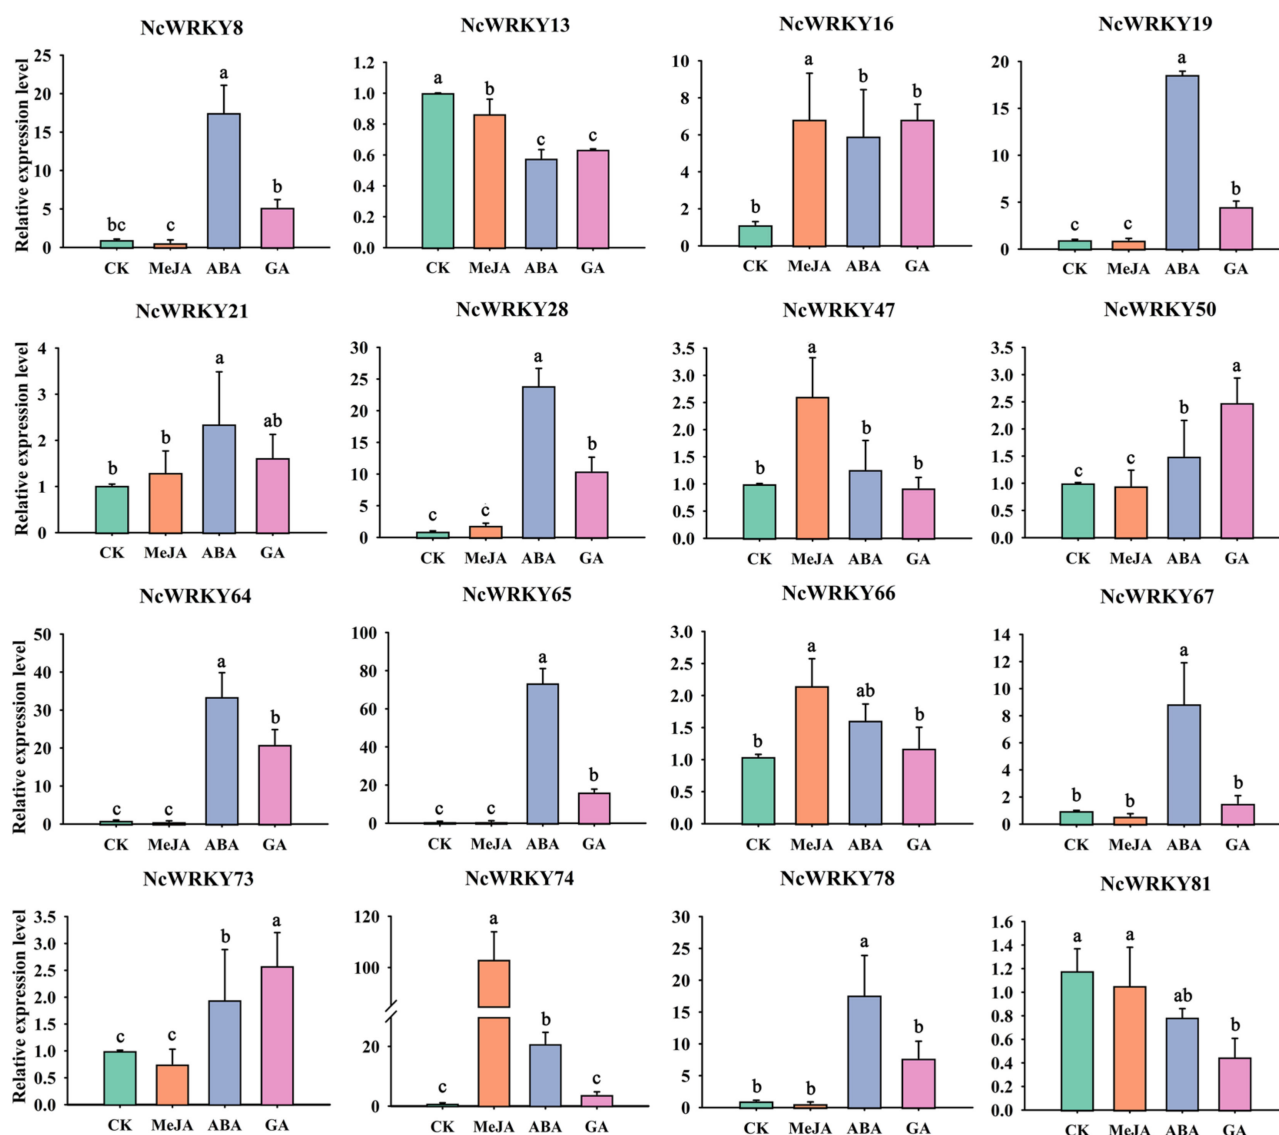 NcWRKY8 NcWRKY13 NcWRKY16 NcWRKY19
Relative expression level
25
20
15
10
5
0
bc c a b
CK MeJA ABA GA
1.2
1.0
0.8
0.6
0.4
0.2
0.0
a b c c
CK MeJA ABA GA
10
8
6
4
2
0
b a b b
CK MeJA ABA GA
20
15
10
5
0
c c a b
CK MeJA ABA GA
NcWRKY21 NcWRKY28 NcWRKY47 NcWRKY50
Relative expression level
4
3
2
1
0
b b a ab
CK MeJA ABA GA
30
25
20
15
10
5
0
c c a b
CK MeJA ABA GA
3.5
3.0
2.5
2.0
1.5
1.0
0.5
0.0
b a b b
CK MeJA ABA GA
3.5
3.0
2.5
2.0
1.5
1.0
0.5
0.0
c c b a
CK MeJA ABA GA
NcWRKY64 NcWRKY65 NcWRKY66 NcWRKY67
Relative expression level
50
40
30
20
10
0
c c a b
CK MeJA ABA GA
100
80
60
40
20
0
c c a b
CK MeJA ABA GA
3.0
2.5
2.0
1.5
1.0
0.5
0.0
b a ab b
CK MeJA ABA GA
14
12
10
8
6
4
2
0
b b a b
CK MeJA ABA GA
NcWRKY73 NcWRKY74 NcWRKY78 NcWRKY81
Relative expression level
3.5
3.0
2.5
2.0
1.5
1.0
0.5
0.0
c c b a
CK MeJA ABA GA
120
100
20
0
c a b c
CK MeJA ABA GA
30
25
20
15
10
5
0
b b a b
CK MeJA ABA GA
1.6
1.4
1.2
1.0
0.8
0.6
0.4
0.2
0.0
a a ab b
CK MeJA ABA GA